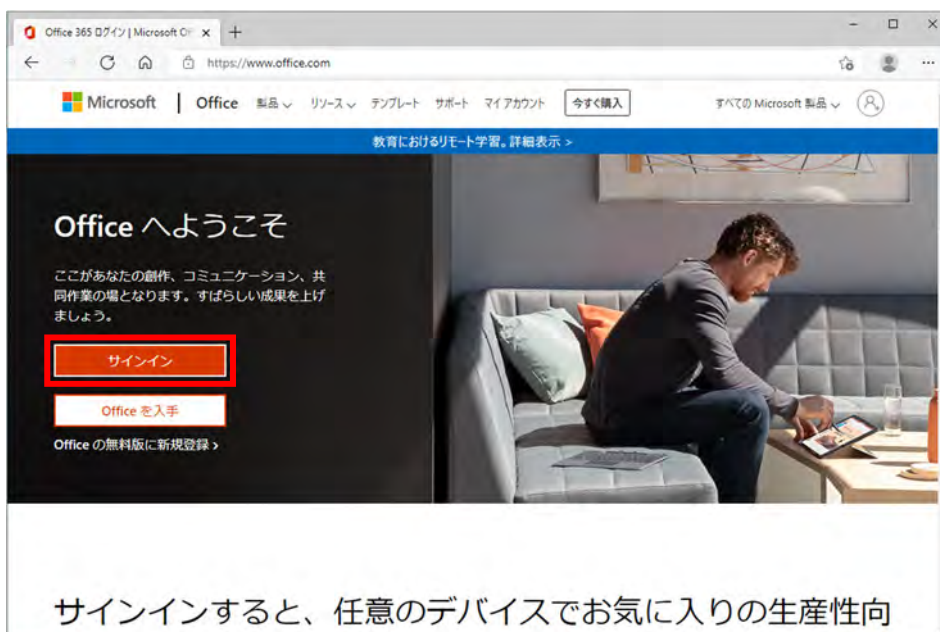 Office 365 ログイン | Microsoft Of
https://www.office.com
Microsoft | Office 製品 リソース テンプレート サポート マイ アカウント 今すぐ購入 すべての Microsoft 製品
教育におけるリモート学習。詳細表示 >
Office へようこそ
ここがあなたの創作、コミュニケーション、共
同作業の場となります。すばらしい成果を上げ
ましょう。
サインイン
Office を入手
Office の無料版に新規登録 >
サインインすると、任意のデバイスでお気に入りの生産性向